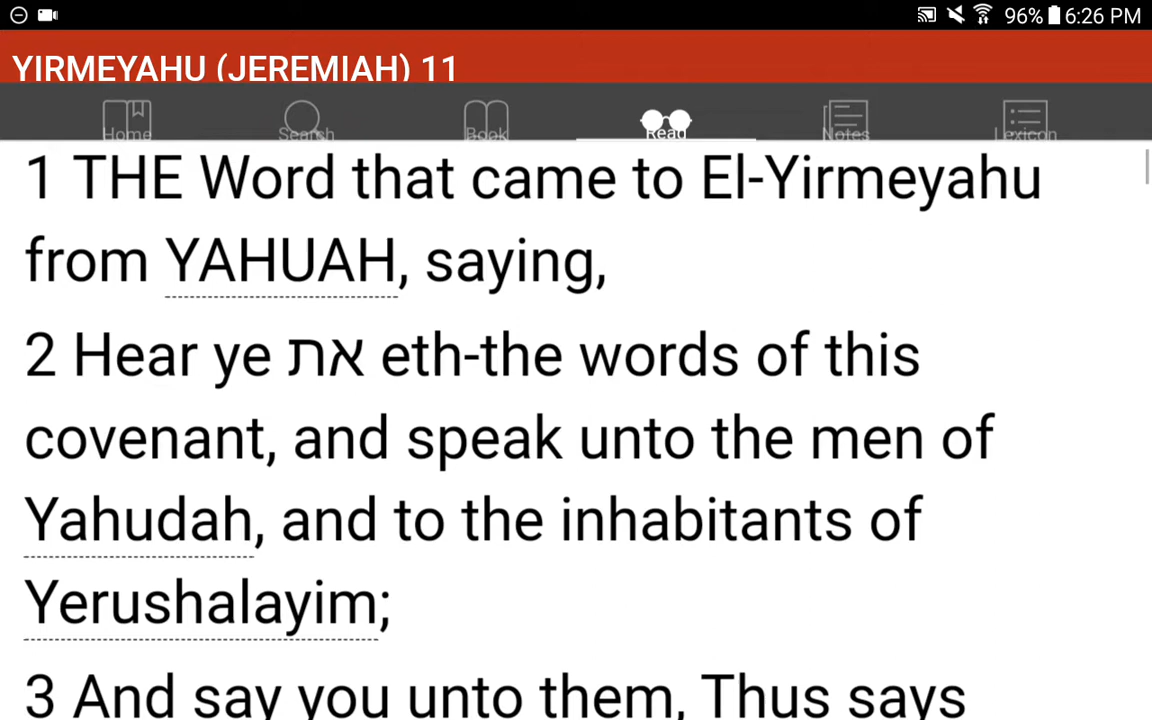 96% 6:26 PM
YIRMEYAHU (JEREMIAH) 11
Home Search Book Read Notes Lexicon
1 THE Word that came to El-Yirmeyahu
from YAHUAH, saying,
2 Hear ye את eth-the words of this
covenant, and speak unto the men of
Yahudah, and to the inhabitants of
Yerushalayim;
3 And say you unto them, Thus says